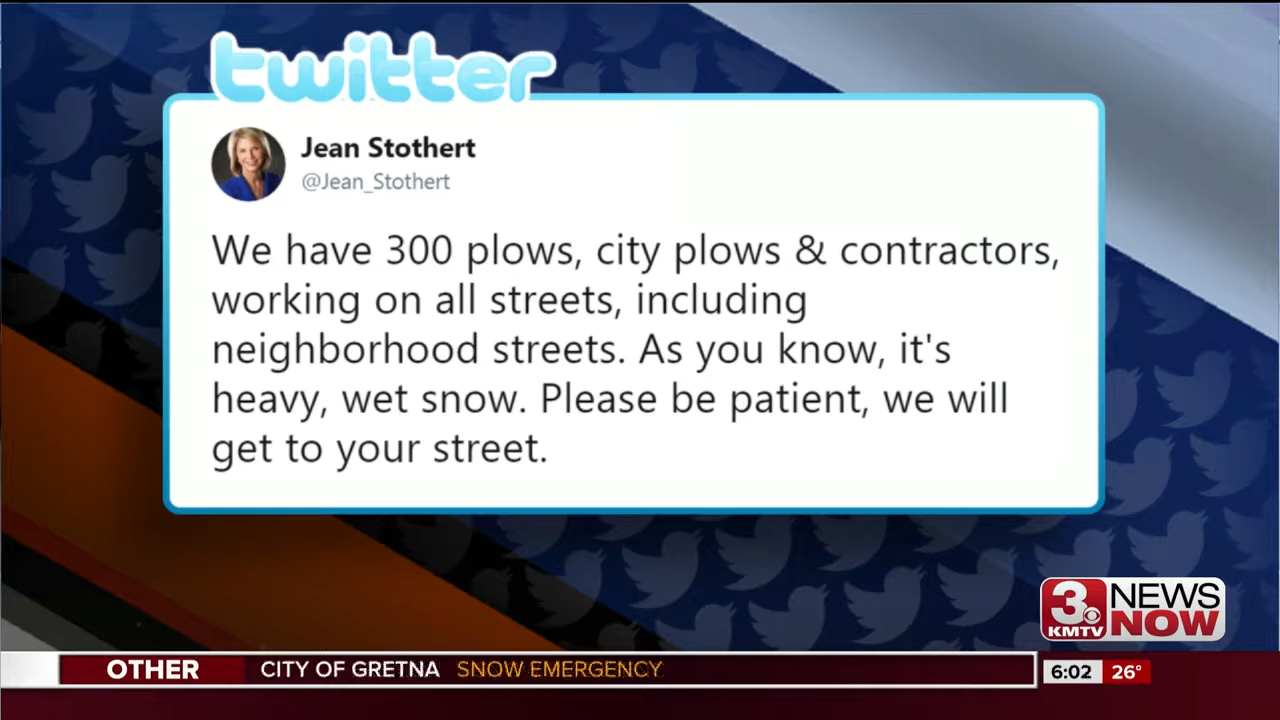 twitter
Jean Stothert
@Jean_Stothert
We have 300 plows, city plows & contractors,
working on all streets, including
neighborhood streets. As you know, it's
heavy, wet snow. Please be patient, we will
get to your street.
3 NEWS
KMTV NOW
OTHER CITY OF GRETNA SNOW EMERGENCY 6:02 26°